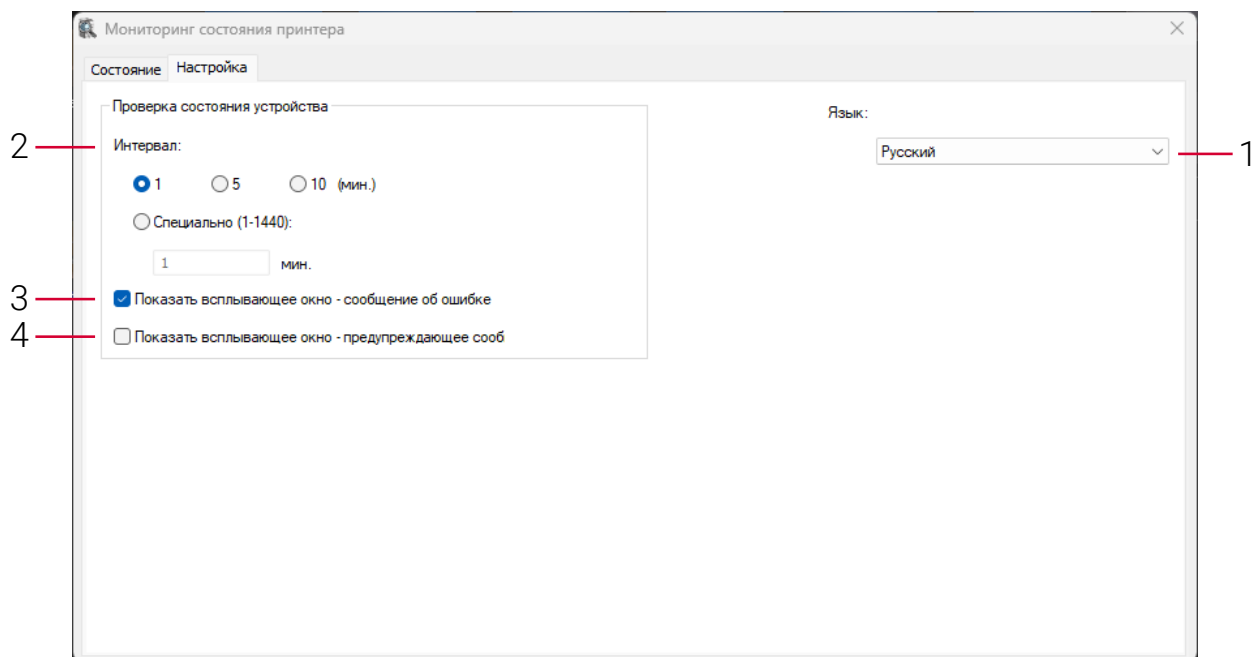 Мониторинг состояния принтера
Состояние Настройка
Проверка состояния устройства
Язык:
2 Интервал:
Русский 1
1 5 10 (мин.)
Специально (1-1440):
1 мин.
3 Показать всплывающее окно - сообщение об ошибке
4 Показать всплывающее окно - предупреждающее сооб